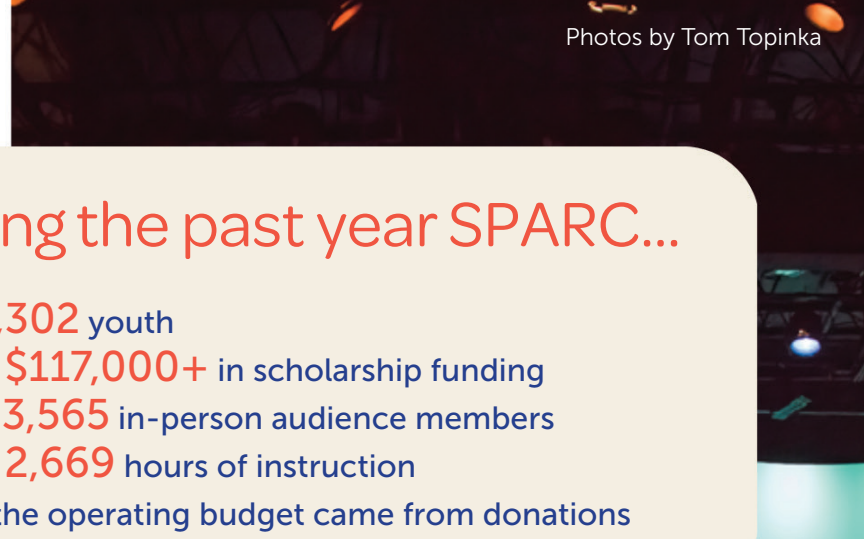 Photos by Tom Topinka
ng the past year SPARC...
,302 youth
$117,000+ in scholarship funding
3,565 in-person audience members
2,669 hours of instruction
the operating budget came from donations